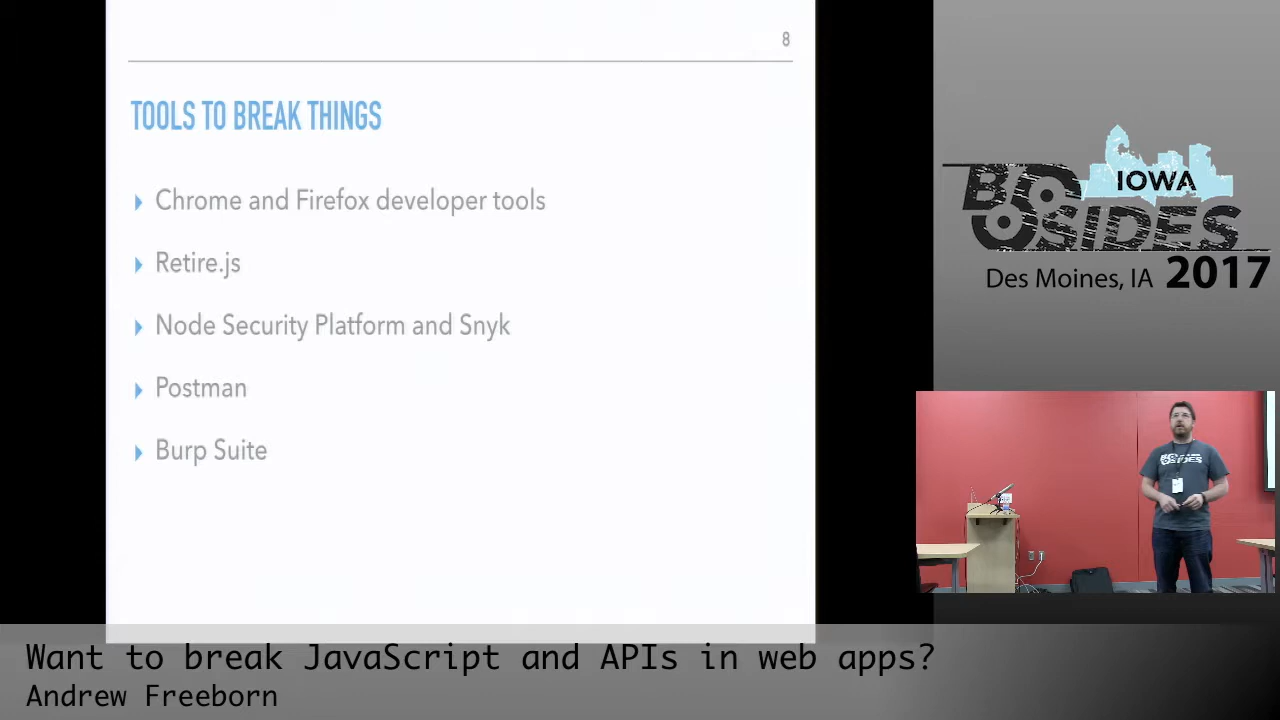 8
TOOLS TO BREAK THINGS
Chrome and Firefox developer tools
Retire.js
Node Security Platform and Snyk
Postman
Burp Suite
IOWA
BSIDES
Des Moines, IA 2017
BSIDES
Want to break JavaScript and APIs in web apps?
Andrew Freeborn